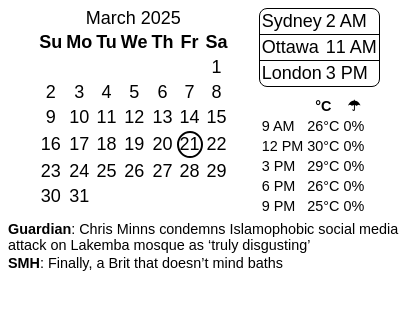 March 2025
Su Mo Tu We Th Fr Sa
1
2 3 4 5 6 7 8
9 10 11 12 13 14 15
16 17 18 19 20 21 22
23 24 25 26 27 28 29
30 31
Sydney 2 AM
Ottawa 11 AM
London 3 PM
°C ☂
9 AM 26°C 0%
12 PM 30°C 0%
3 PM 29°C 0%
6 PM 26°C 0%
9 PM 25°C 0%
Guardian: Chris Minns condemns Islamophobic social media
attack on Lakemba mosque as ‘truly disgusting’
SMH: Finally, a Brit that doesn’t mind baths